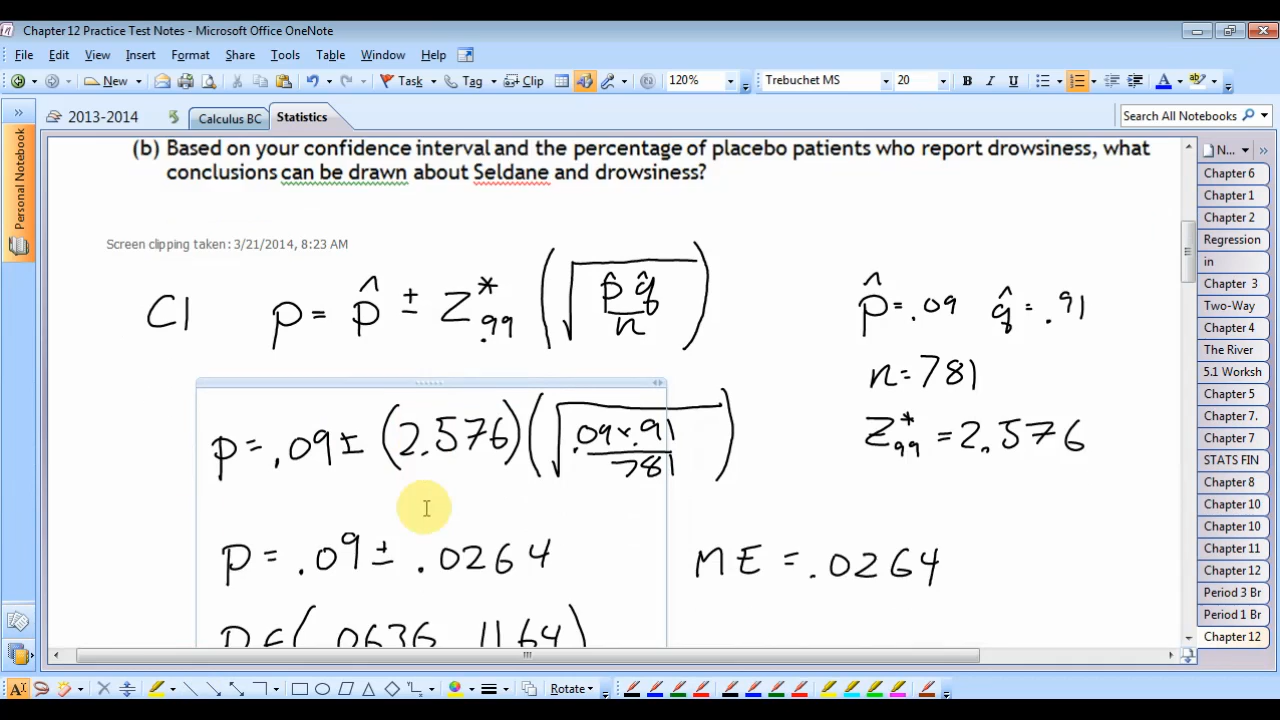 Chapter 12 Practice Test Notes - Microsoft Office OneNote
File Edit View Insert Format Share Tools Table Window Help
New Task Tag Clip 120% Trebuchet MS 20 B I U A ab
2013-2014 Calculus BC Statistics Search All Notebooks
Personal Notebook
(b) Based on your confidence interval and the percentage of placebo patients who report drowsiness, what
conclusions can be drawn about Seldane and drowsiness?
Screen clipping taken: 3/21/2014, 8:23 AM
CI p = p̂ ± Z*.99 (√(p̂ q̂ / n))
p̂ = .09 q̂ = .91
n = 781
Z*99 = 2.576
p = .09 ± (2.576)(√(.09 × .91 / 781))
p = .09 ± .0264
ME = .0264
p ∈ (.0636, .1164)
N...
Chapter 6
Chapter 1
Chapter 2
Regression
in
Chapter 3
Two-Way
Chapter 4
The River
5.1 Worksh
Chapter 5
Chapter 7.
Chapter 7
STATS FIN
Chapter 8
Chapter 10
Chapter 10
Chapter 11
Chapter 12
Period 3 Br
Period 1 Br
Chapter 12
Rotate